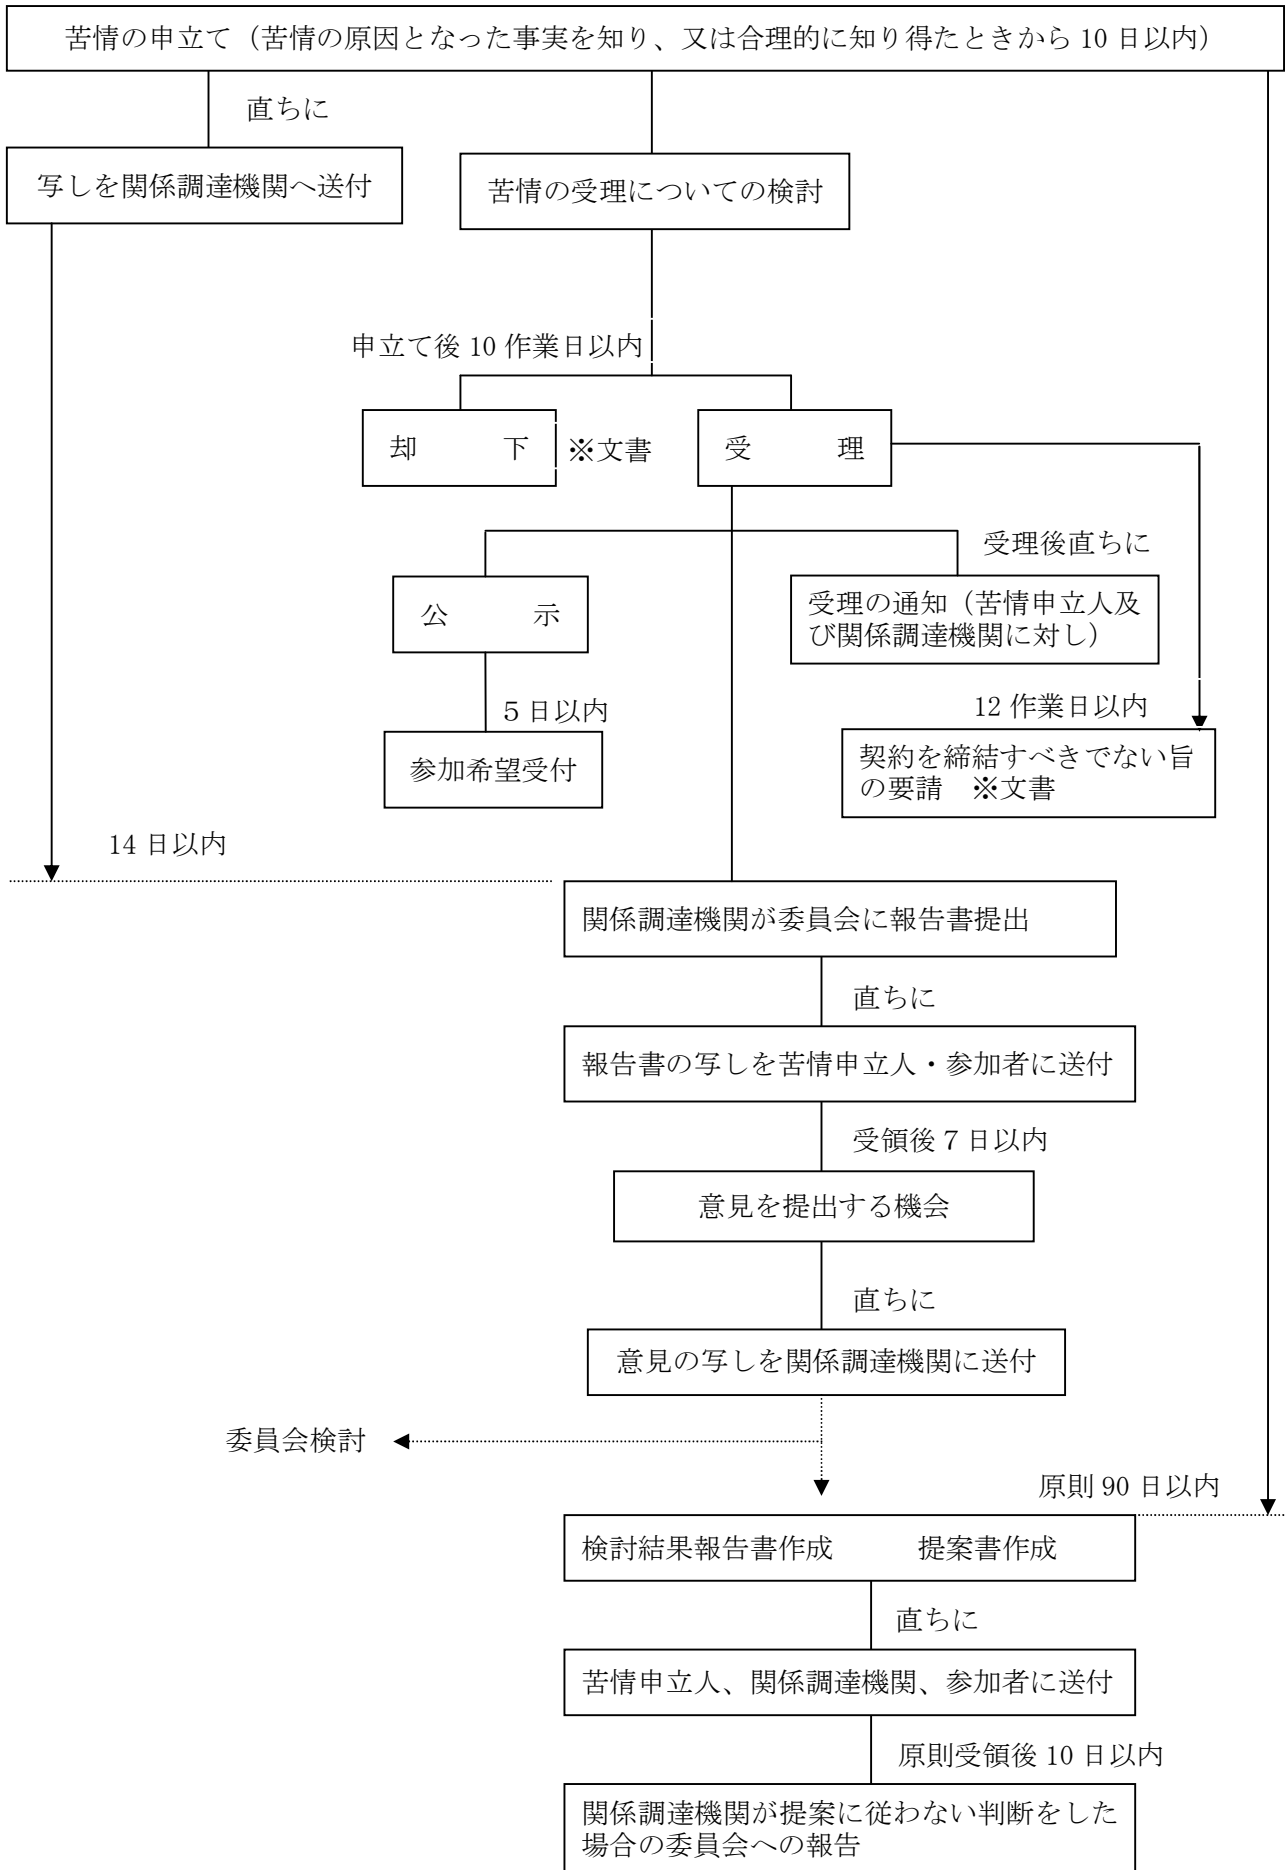 苦情の申立て（苦情の原因となった事実を知り、又は合理的に知り得たときから 10 日以内）
直ちに
写しを関係調達機関へ送付
苦情の受理についての検討
申立て後 10 作業日以内
却　　　下
※文書
受　　　理
受理後直ちに
公　　　示
受理の通知（苦情申立人及
び関係調達機関に対し）
５日以内
12 作業日以内
参加希望受付
契約を締結すべきでない旨
の要請　※文書
14 日以内
関係調達機関が委員会に報告書提出
直ちに
報告書の写しを苦情申立人・参加者に送付
受領後７日以内
意見を提出する機会
直ちに
意見の写しを関係調達機関に送付
委員会検討
原則 90 日以内
検討結果報告書作成　　　提案書作成
直ちに
苦情申立人、関係調達機関、参加者に送付
原則受領後 10 日以内
関係調達機関が提案に従わない判断をした
場合の委員会への報告